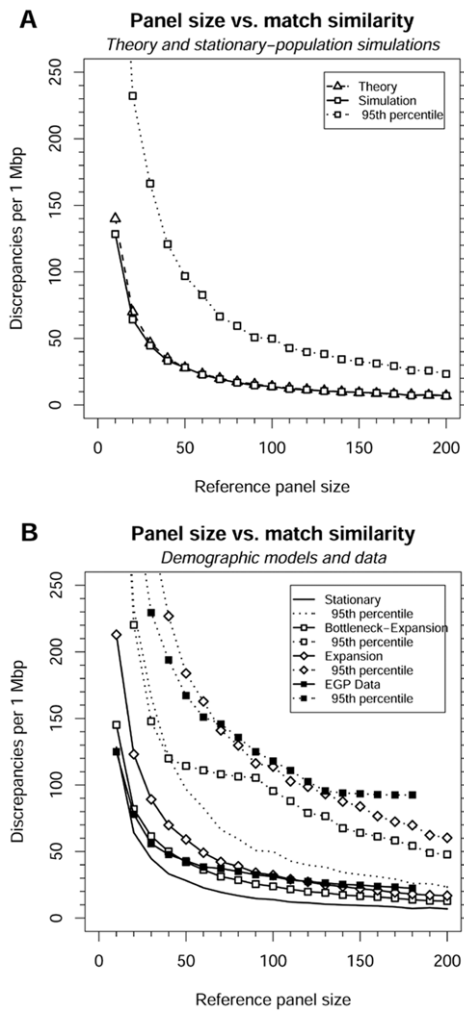 A
Panel size vs. match similarity
Theory and stationary−population simulations
Discrepancies per 1 Mbp
250
200
150
100
50
0
Theory
Simulation
95th percentile
0 50 100 150 200
Reference panel size
B
Panel size vs. match similarity
Demographic models and data
Discrepancies per 1 Mbp
250
200
150
100
50
0
Stationary
95th percentile
Bottleneck−Expansion
95th percentile
Expansion
95th percentile
EGP Data
95th percentile
0 50 100 150 200
Reference panel size